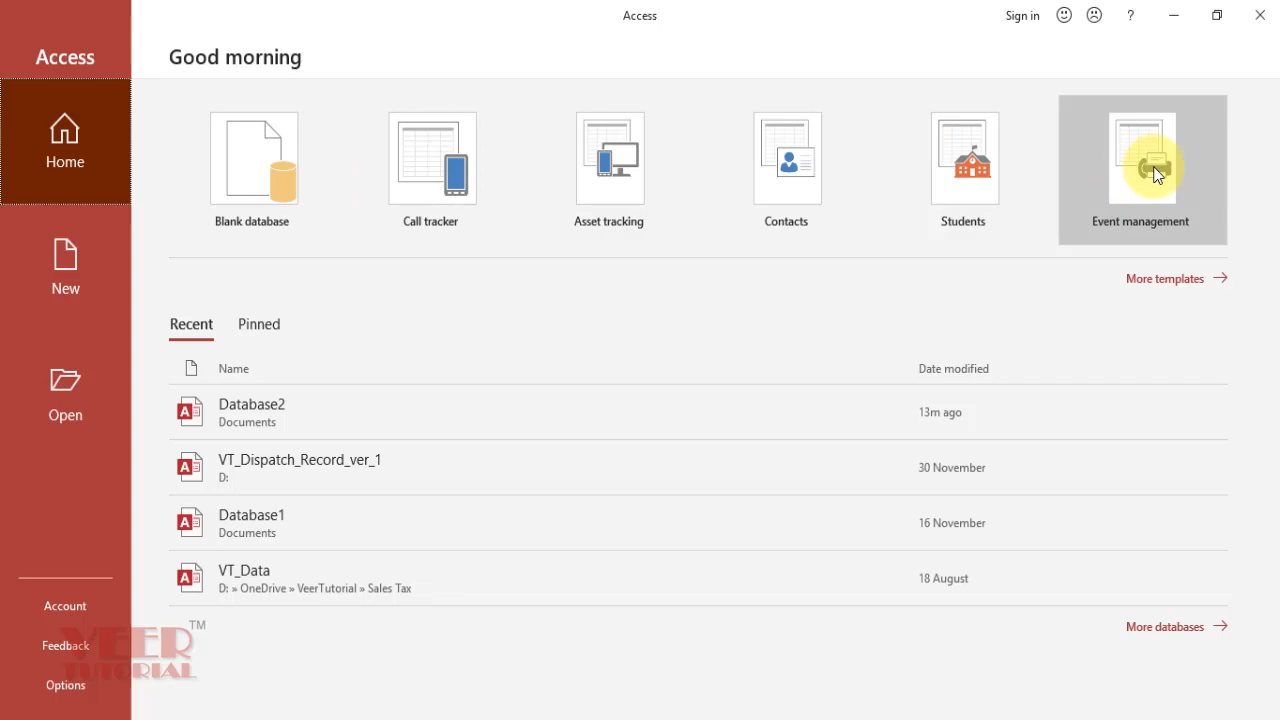 Access
Sign in
?
Access
Good morning
Home
New
Open
Blank database
Call tracker
Asset tracking
Contacts
Students
Event management
More templates
Recent
Pinned
Name
Date modified
Database2
Documents
13m ago
VT_Dispatch_Record_ver_1
D:
30 November
Database1
Documents
16 November
VT_Data
D: » OneDrive » VeerTutorial » Sales Tax
18 August
More databases
Account
Feedback
Options
VEER TM
TUTORIAL